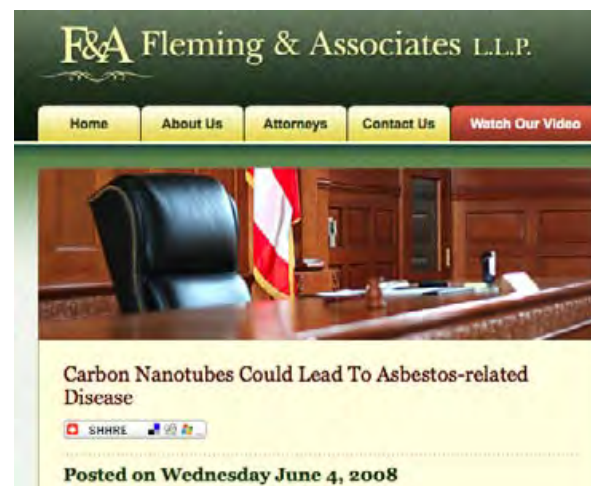 F&A Fleming & Associates L.L.P.
Home About Us Attorneys Contact Us Watch Our Video
Carbon Nanotubes Could Lead To Asbestos-related
Disease
SHARE
Posted on Wednesday June 4, 2008